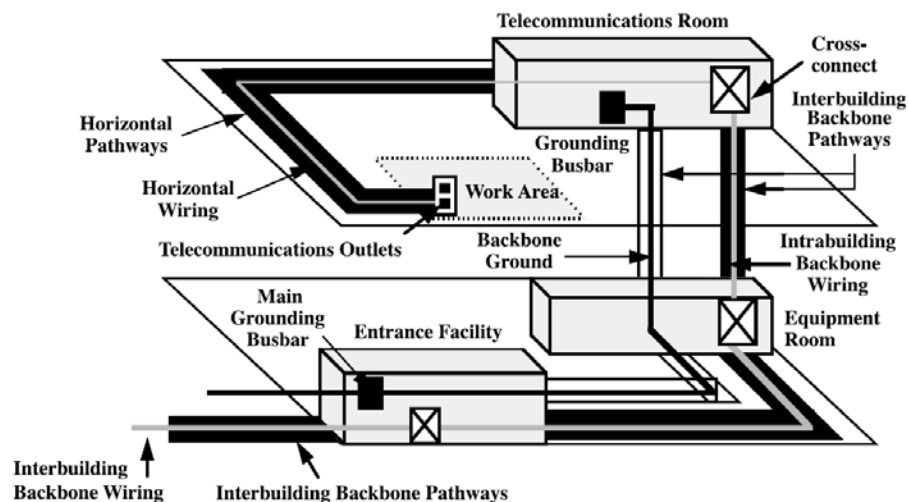 Telecommunications Room
Cross-
connect
Interbuilding
Backbone
Pathways
Grounding
Busbar
Horizontal
Pathways
Horizontal
Wiring
Work Area
Telecommunications Outlets
Backbone
Ground
Intrabuilding
Backbone
Wiring
Main
Grounding
Busbar
Entrance Facility
Equipment
Room
Interbuilding
Backbone Wiring
Interbuilding Backbone Pathways